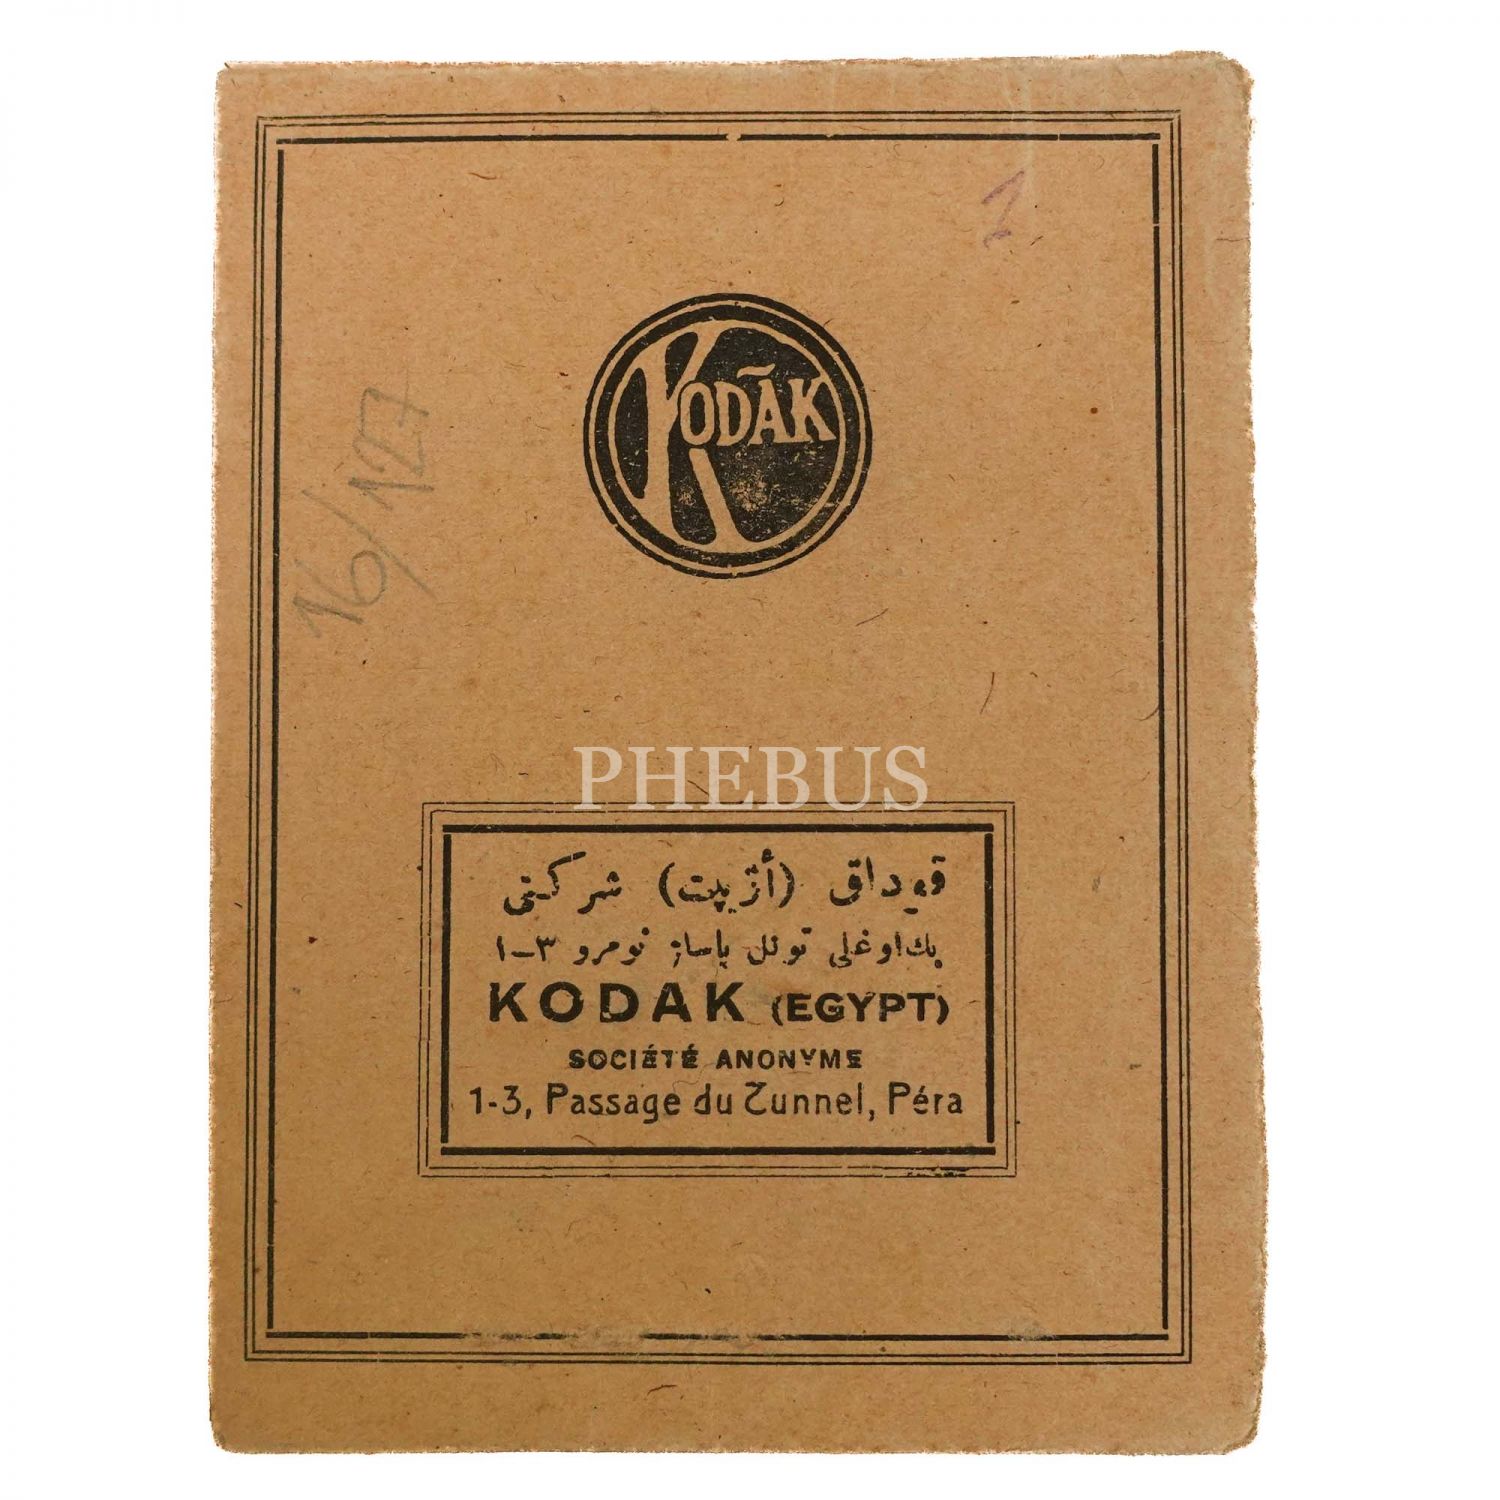 1
KODAK
16/127
PHEBUS
قوداق (أژیپت) شركتی
بك اوغلی تونل پاساژ نومرو ٣-١
KODAK (EGYPT)
SOCIÉTÉ ANONYME
1-3, Passage du Tunnel, Péra